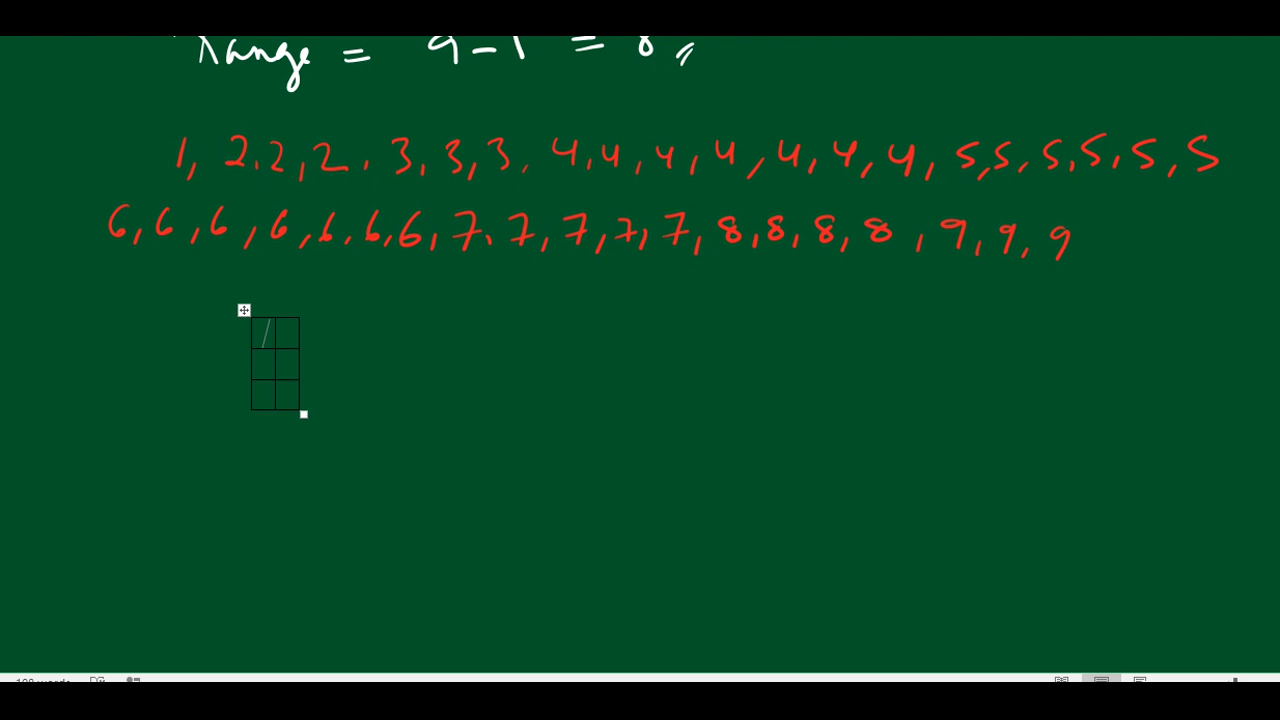 Range = 9 - 1 = 8,
1, 2, 2, 2, 3, 3, 3, 4, 4, 4, 4, 4, 4, 4, 5, 5, 5, 5, 5, 5
6, 6, 6, 6, 6, 6, 6, 7, 7, 7, 7, 7, 8, 8, 8, 8, 9, 9, 9